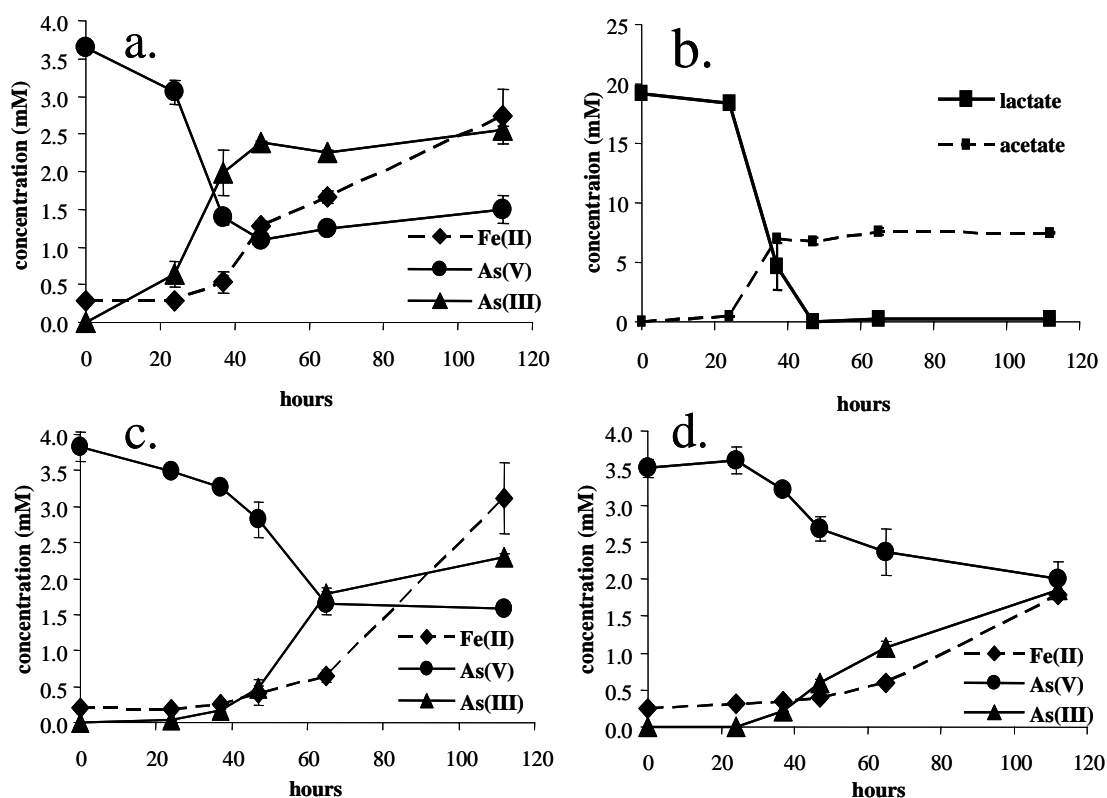 a.
concentration (mM)
4.0
3.5
3.0
2.5
2.0
1.5
1.0
0.5
0.0
Fe(II)
As(V)
As(III)
0 20 40 60 80 100 120
hours
b.
concentraion (mM)
25
20
15
10
5
0
lactate
acetate
0 20 40 60 80 100 120
hours
c.
concentration (mM)
4.0
3.5
3.0
2.5
2.0
1.5
1.0
0.5
0.0
Fe(II)
As(V)
As(III)
0 20 40 60 80 100 120
hours
d.
concentration (mM)
4.0
3.5
3.0
2.5
2.0
1.5
1.0
0.5
0.0
Fe(II)
As(V)
As(III)
0 20 40 60 80 100 120
hours